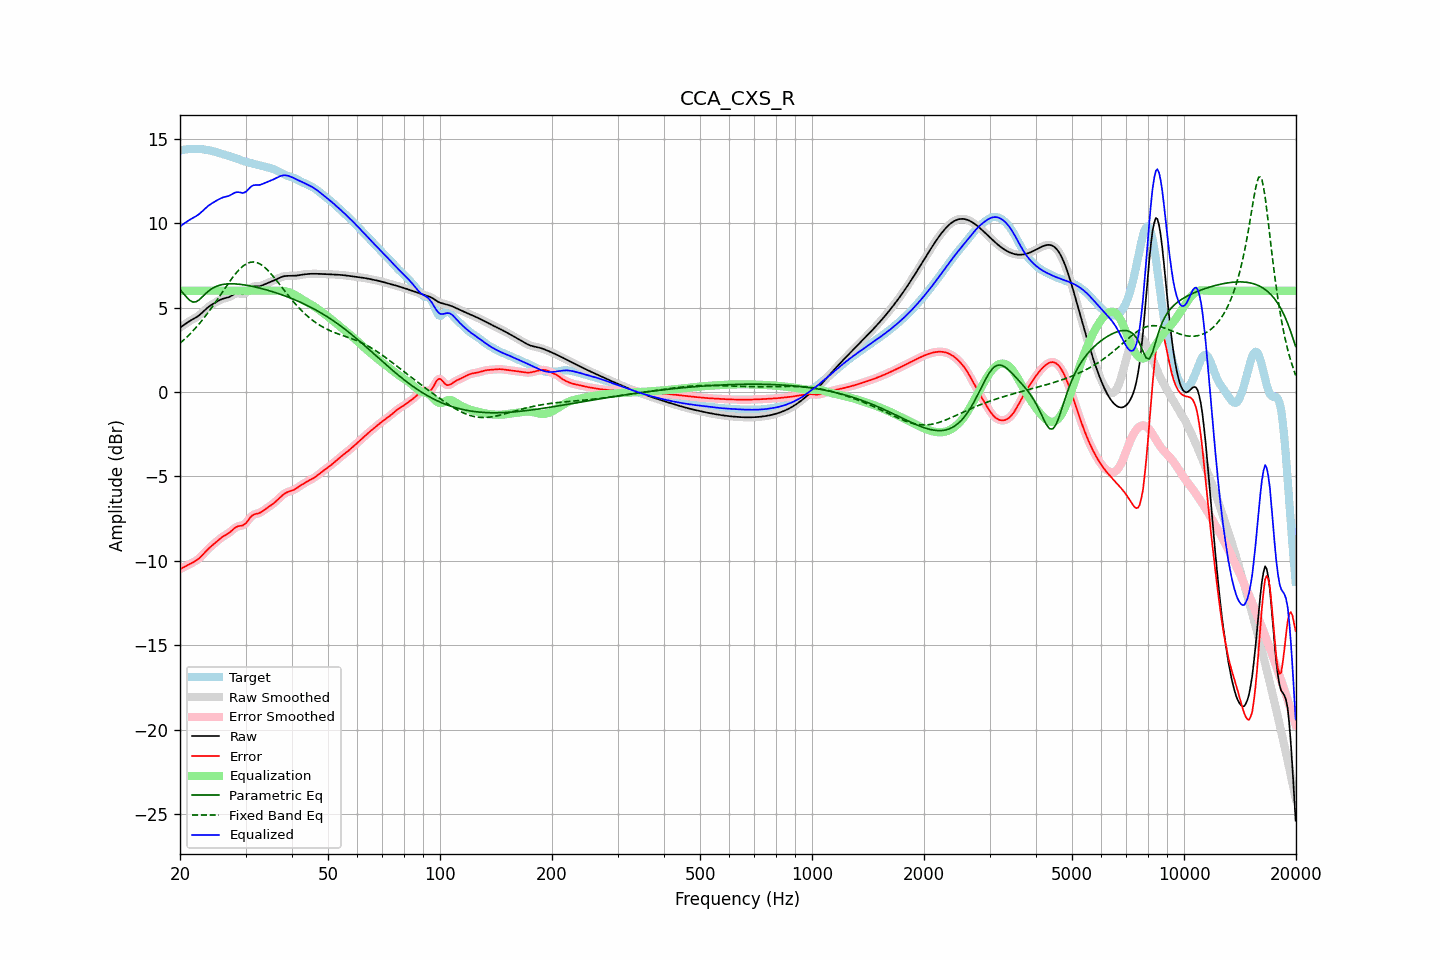 CCA_CXS_R
Amplitude (dBr)
15
10
5
0
−5
−10
−15
−20
−25
Target
Raw Smoothed
Error Smoothed
Raw
Error
Equalization
Parametric Eq
Fixed Band Eq
Equalized
20
50
100
200
500
1000
2000
5000
10000
20000
Frequency (Hz)